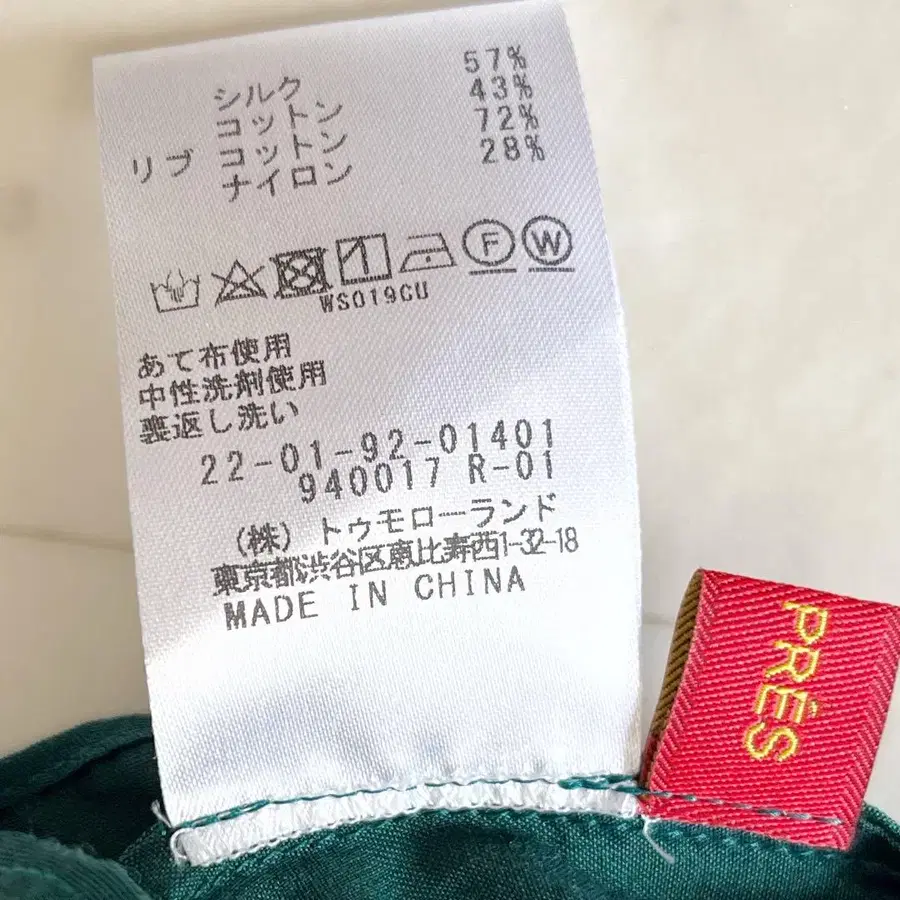 シルク 57%
コットン 43%
リブ コットン 72%
ナイロン 28%
F W
WS019CU
あて布使用
中性洗剤使用
裏返し洗い
22-01-92-01401
940017 R-01
(株)トゥモローランド
東京都渋谷区恵比寿西1-32-18
MADE IN CHINA
PRÊS